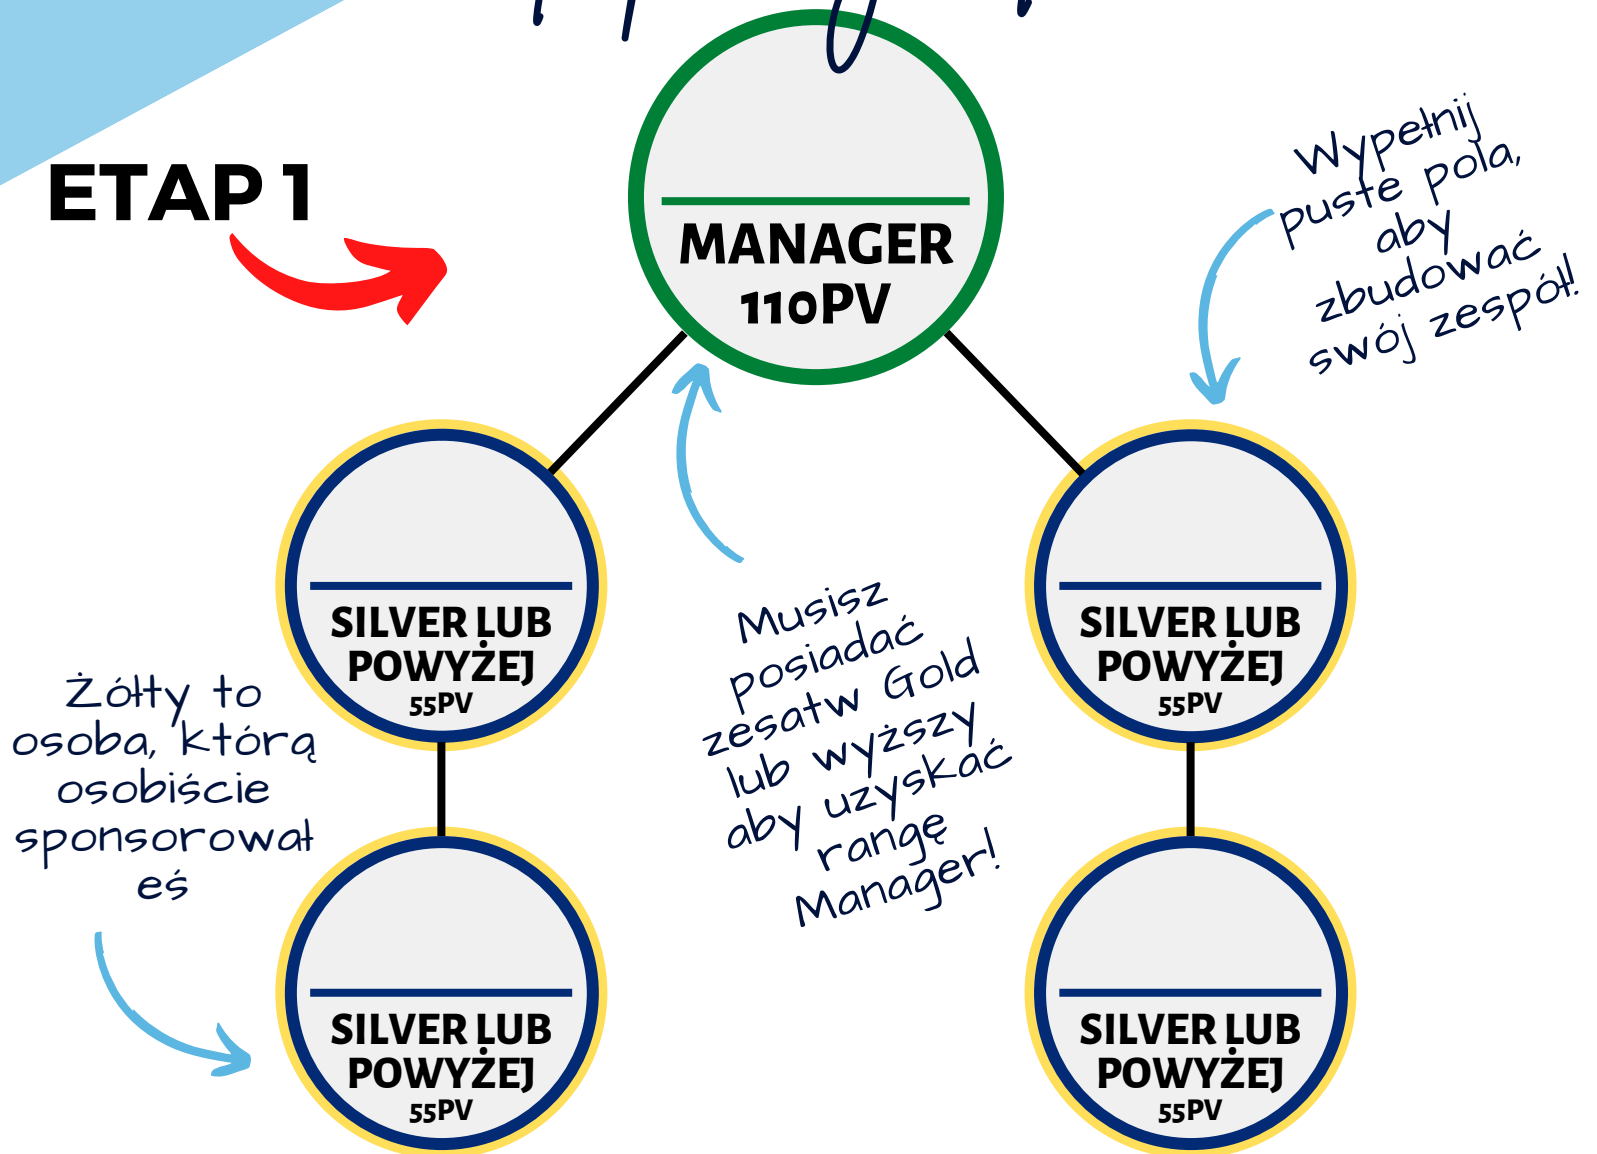 ETAP 1
MANAGER
110PV
Wypełnij
puste pola,
aby
zbudować
swój zespół!
SILVER LUB
POWYŻEJ
55PV
SILVER LUB
POWYŻEJ
55PV
Musisz
posiadać
zesatw Gold
lub wyższy
aby uzyskać
rangę
Manager!
Żółty to
osoba, którą
osobiście
sponsorował
eś
SILVER LUB
POWYŻEJ
55PV
SILVER LUB
POWYŻEJ
55PV